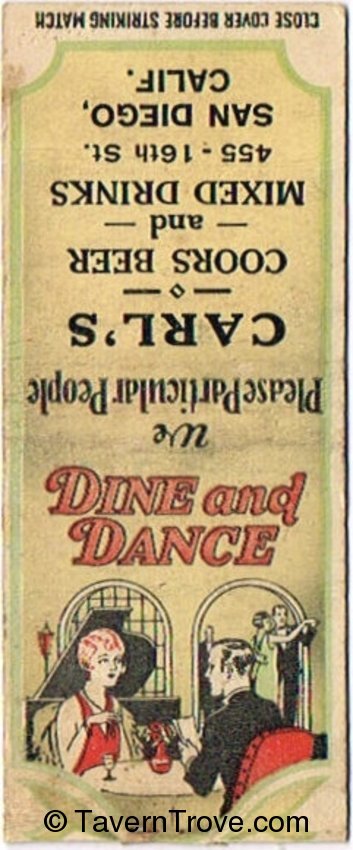 DINE and
DANCE
We
Please Particular People
CARL'S
COORS BEER
— and —
MIXED DRINKS
455 - 16th St.
SAN DIEGO,
CALIF.
CLOSE COVER BEFORE STRIKING MATCH
© TavernTrove.com